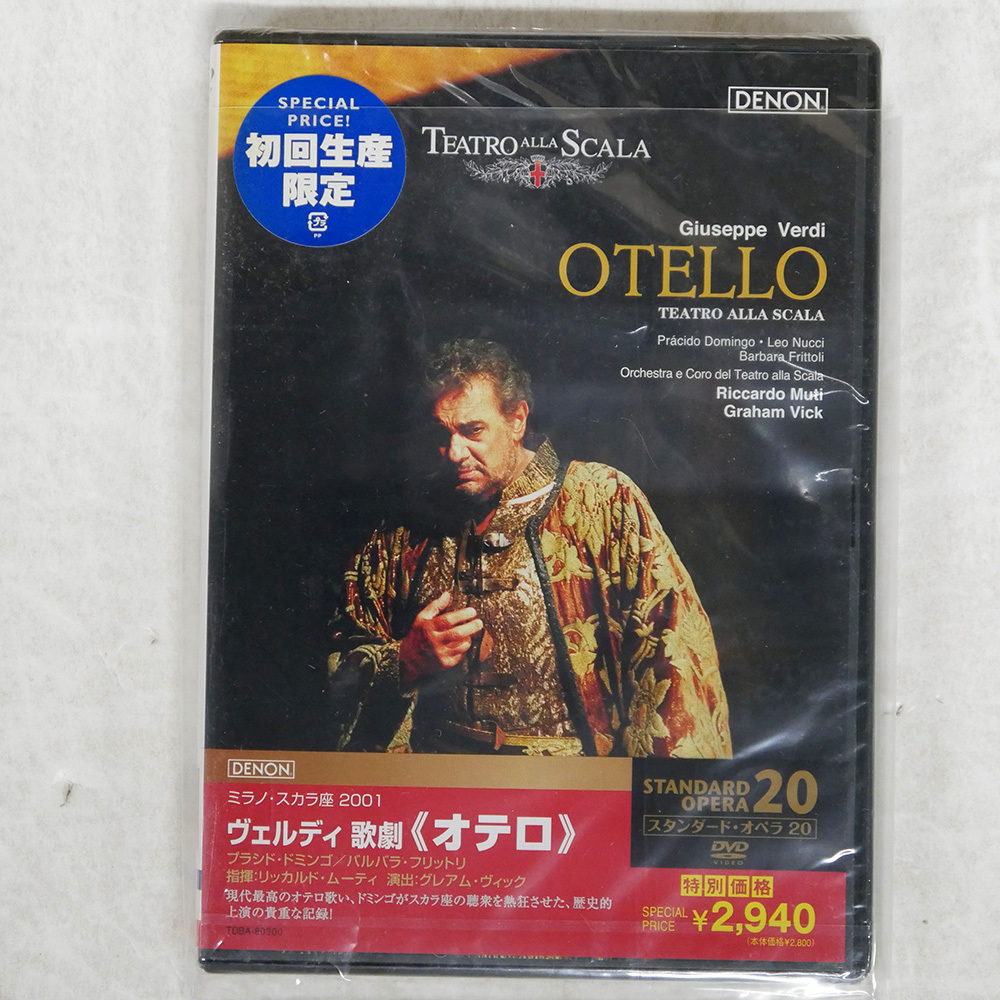 SPECIAL
PRICE!
初回生産
限定
プラ
PP
DENON
TEATRO ALLA SCALA
Giuseppe Verdi
OTELLO
TEATRO ALLA SCALA
Prácido Domingo・Leo Nucci
Barbara Frittoli
Orchestra e Coro del Teatro alla Scala
Riccardo Muti
Graham Vick
DENON
ミラノ・スカラ座 2001
ヴェルディ 歌劇《オテロ》
プラシド・ドミンゴ／バルバラ・フリットリ
指揮：リッカルド・ムーティ 演出：グレアム・ヴィック
現代最高のオテロ歌い、ドミンゴがスカラ座の聴衆を熱狂させた、歴史的
上演の貴重な記録！
TDBA-80300
STANDARD
OPERA 20
スタンダード・オペラ 20
DVD
VIDEO
特別価格
SPECIAL
PRICE ¥2,940
(本体価格¥2,800)